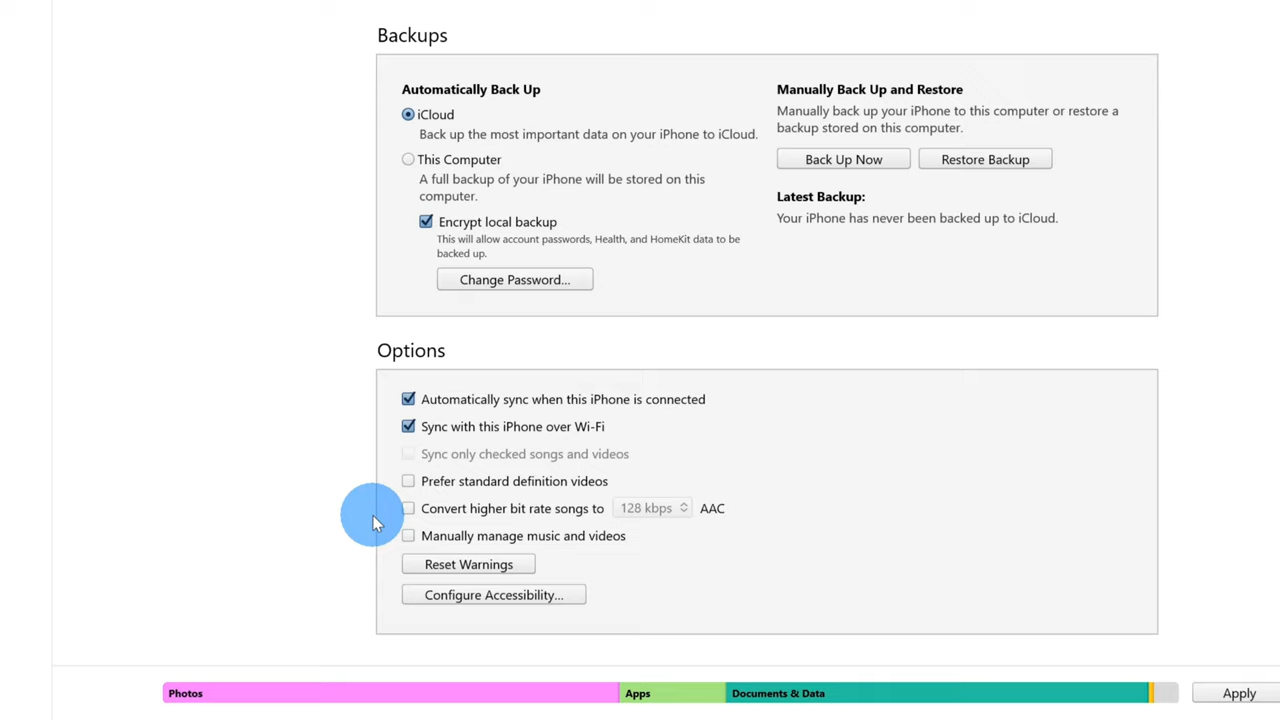 Backups
Automatically Back Up
iCloud
Back up the most important data on your iPhone to iCloud.
This Computer
A full backup of your iPhone will be stored on this
computer.
Encrypt local backup
This will allow account passwords, Health, and HomeKit data to be
backed up.
Change Password...
Manually Back Up and Restore
Manually back up your iPhone to this computer or restore a
backup stored on this computer.
Back Up Now
Restore Backup
Latest Backup:
Your iPhone has never been backed up to iCloud.
Options
Automatically sync when this iPhone is connected
Sync with this iPhone over Wi-Fi
Sync only checked songs and videos
Prefer standard definition videos
Convert higher bit rate songs to 128 kbps AAC
Manually manage music and videos
Reset Warnings
Configure Accessibility...
Photos Apps Documents & Data Apply